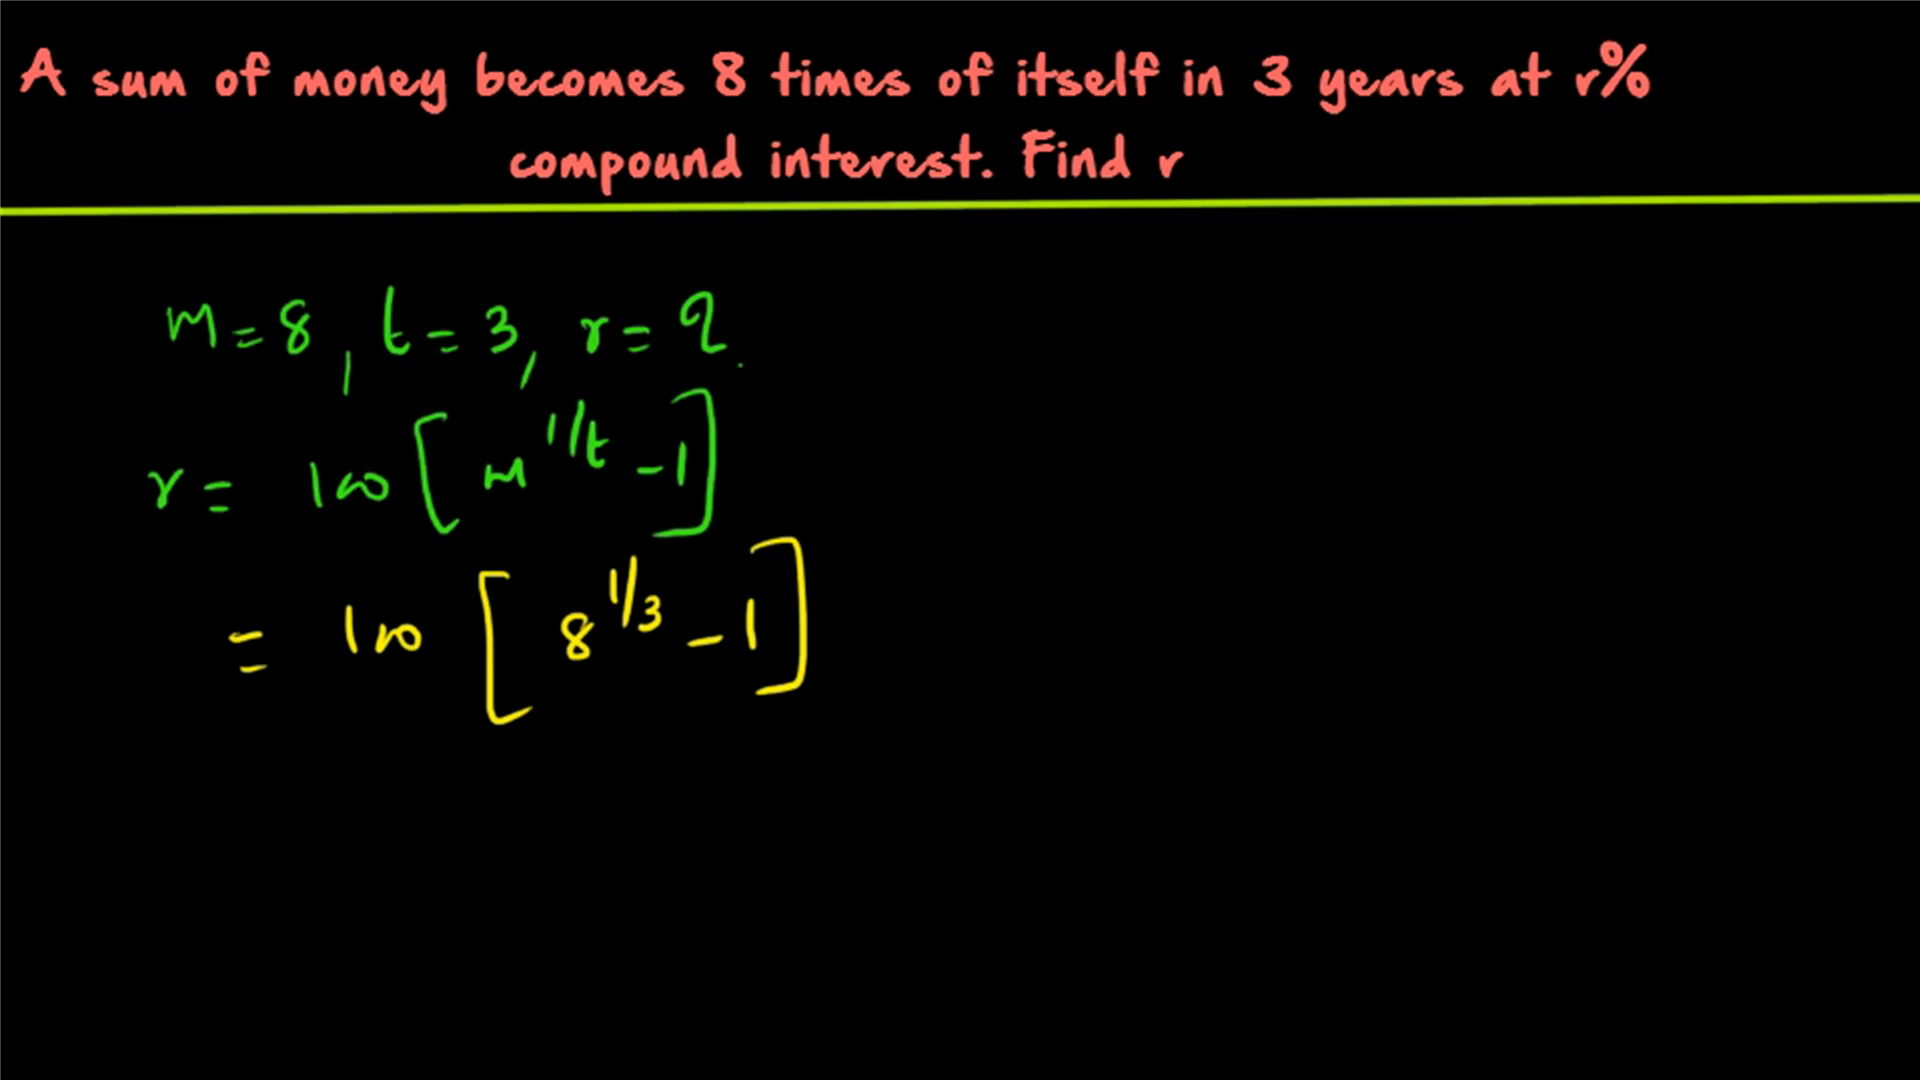 A sum of money becomes 8 times of itself in 3 years at r%
compound interest. Find r
m = 8, t = 3, r = ?
r = 100 [ m^1/t - 1 ]
= 100 [ 8^1/3 - 1 ]